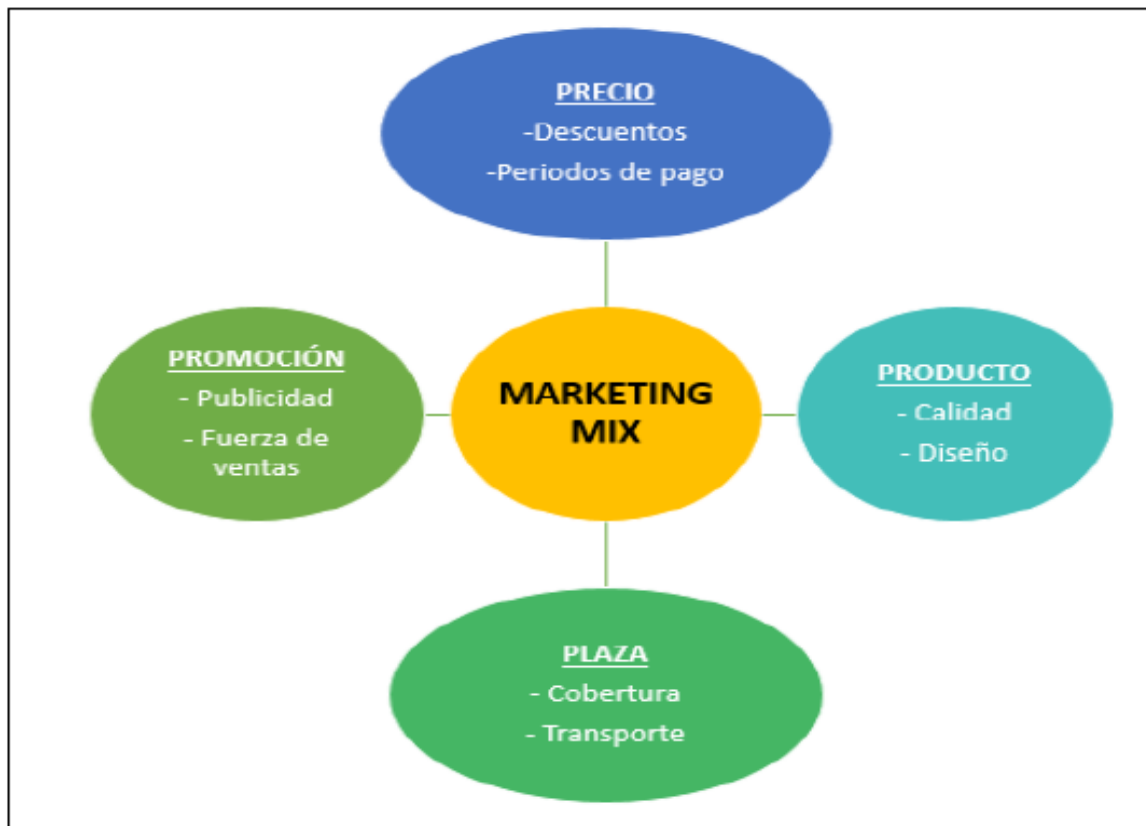 PRECIO
-Descuentos
-Periodos de pago
PROMOCIÓN
- Publicidad
- Fuerza de
ventas
MARKETING
MIX
PRODUCTO
- Calidad
- Diseño
PLAZA
- Cobertura
- Transporte